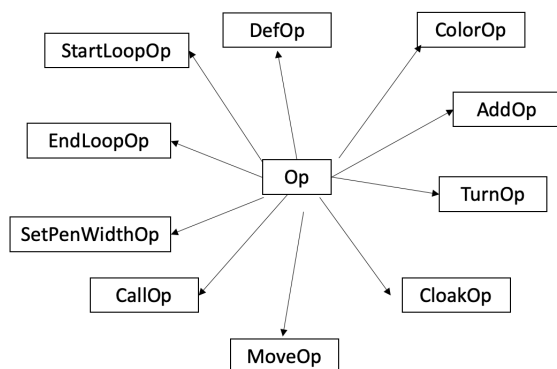 DefOp
ColorOp
StartLoopOp
AddOp
EndLoopOp
Op
TurnOp
SetPenWidthOp
CallOp
CloakOp
MoveOp